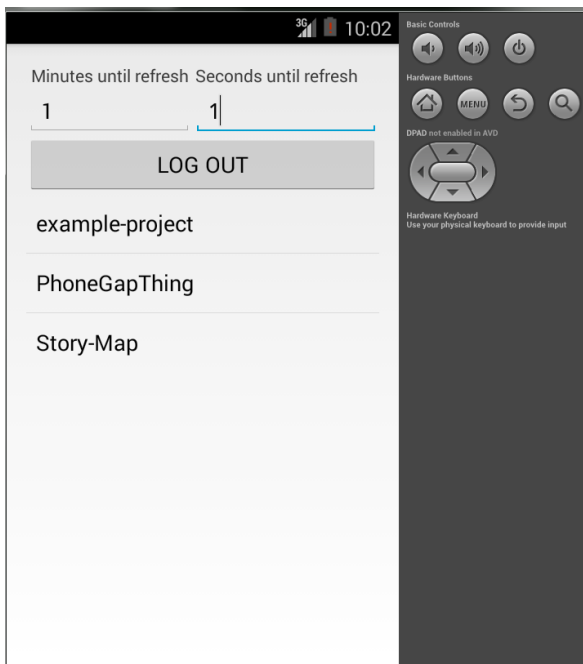 3G 10:02
Minutes until refresh Seconds until refresh
1 1
LOG OUT
example-project
PhoneGapThing
Story-Map
Basic Controls
Hardware Buttons
MENU
DPAD not enabled in AVD
Hardware Keyboard
Use your physical keyboard to provide input